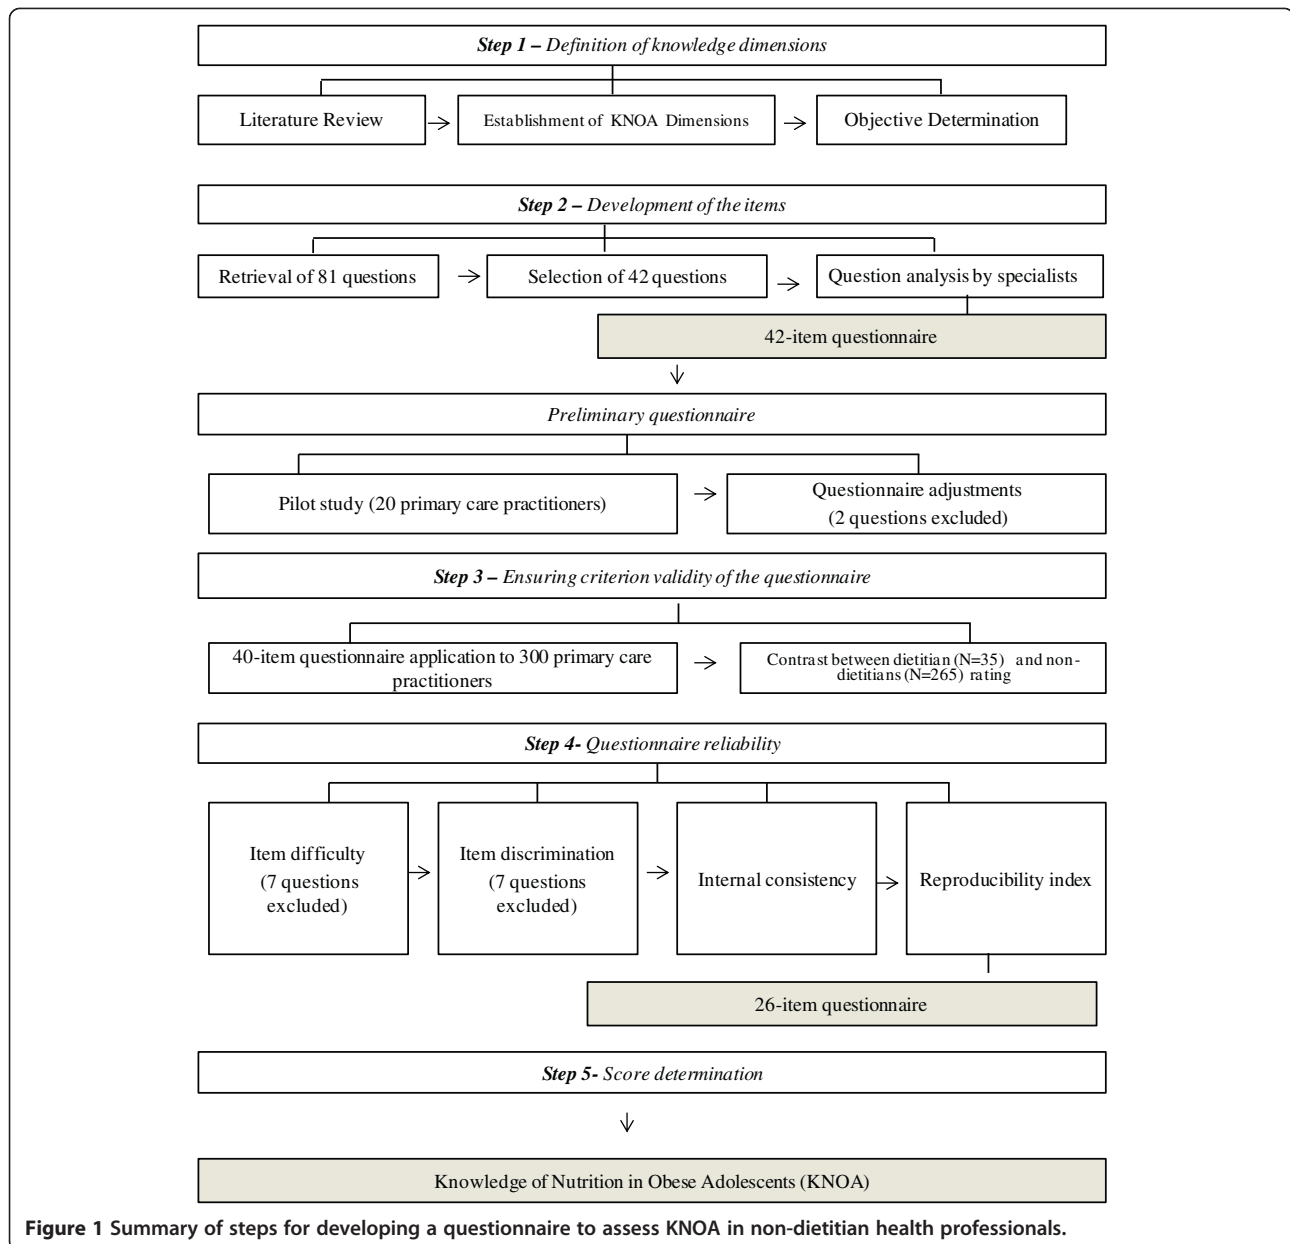 Step 1 – Definition of knowledge dimensions
Literature Review
Establishment of KNOA Dimensions
Objective Determination
Step 2 – Development of the items
Retrieval of 81 questions
Selection of 42 questions
Question analysis by specialists
42-item questionnaire
Preliminary questionnaire
Pilot study (20 primary care practitioners)
Questionnaire adjustments
(2 questions excluded)
Step 3 – Ensuring criterion validity of the questionnaire
40-item questionnaire application to 300 primary care
practitioners
Contrast between dietitian (N=35) and non-
dietitians (N=265) rating
Step 4- Questionnaire reliability
Item difficulty
(7 questions
excluded)
Item discrimination
(7 questions
excluded)
Internal consistency
Reproducibility index
26-item questionnaire
Step 5- Score determination
Knowledge of Nutrition in Obese Adolescents (KNOA)
Figure 1 Summary of steps for developing a questionnaire to assess KNOA in non-dietitian health professionals.